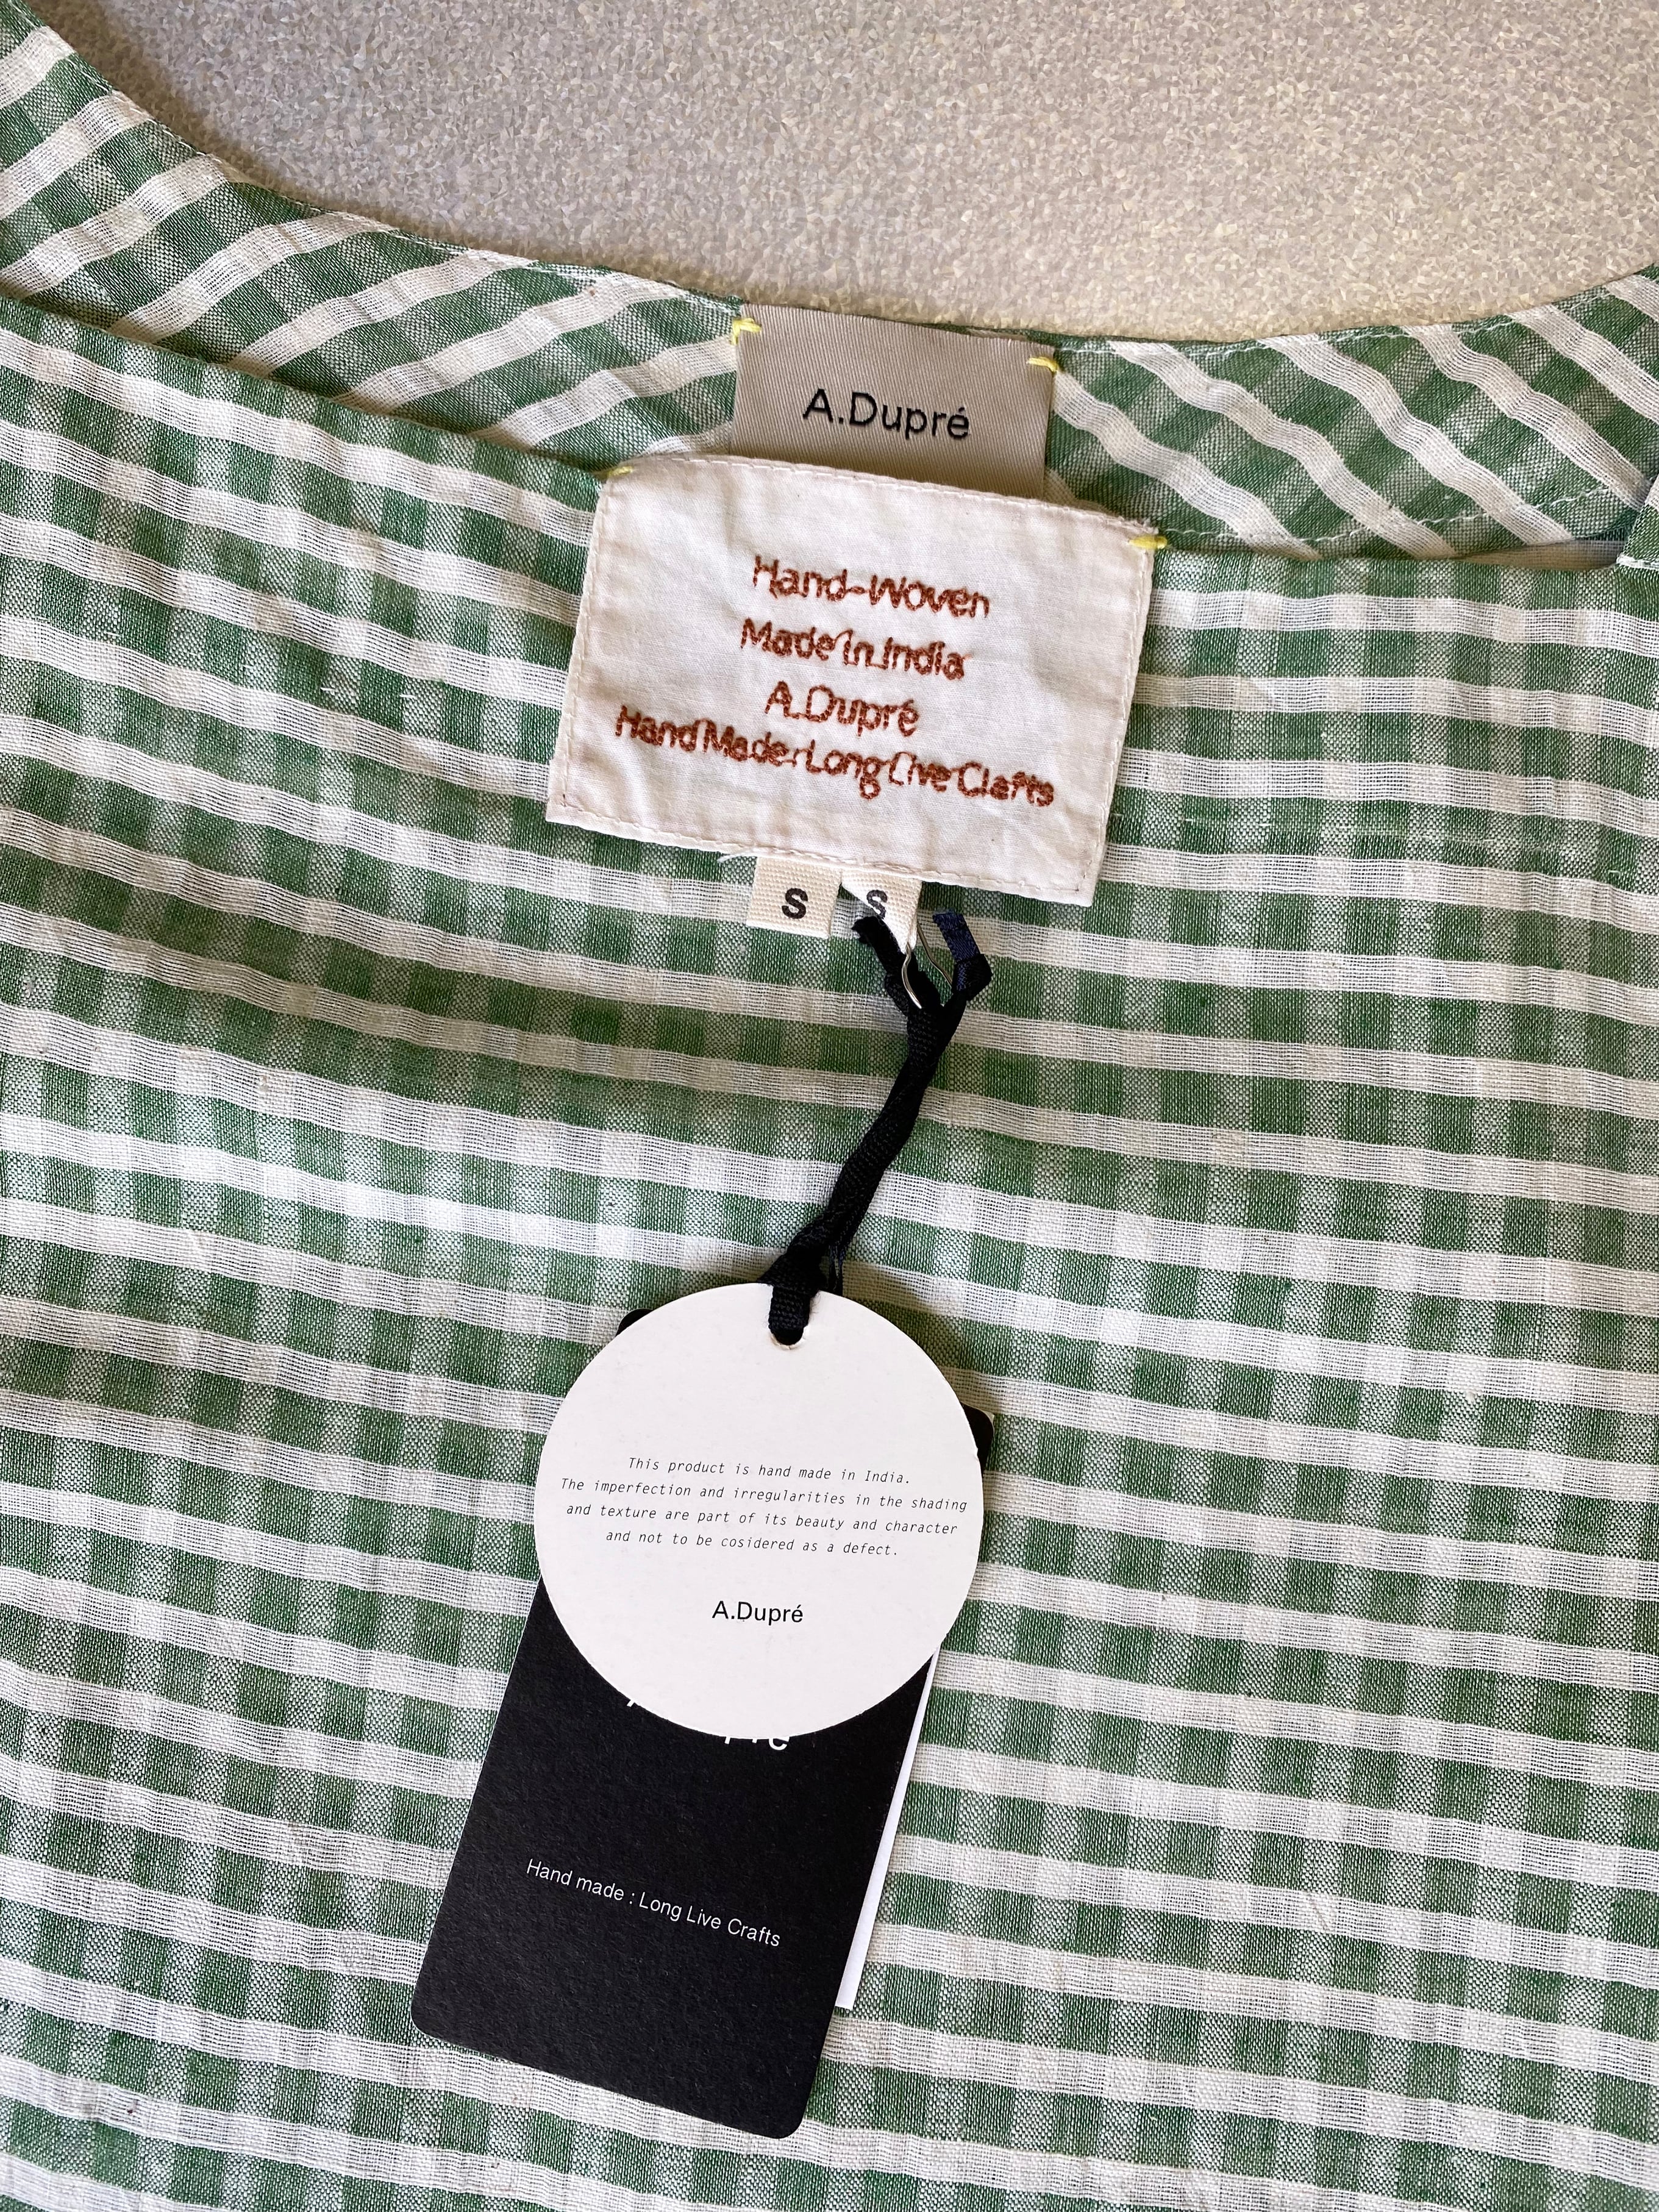 A.Dupré
Hand-Woven
Made In India
A.Dupré
Hand Made: Long Live Clafts
S
S
This product is hand made in India.
The imperfection and irregularities in the shading
and texture are part of its beauty and character
and not to be cosidered as a defect.
A.Dupré
Hand made : Long Live Crafts